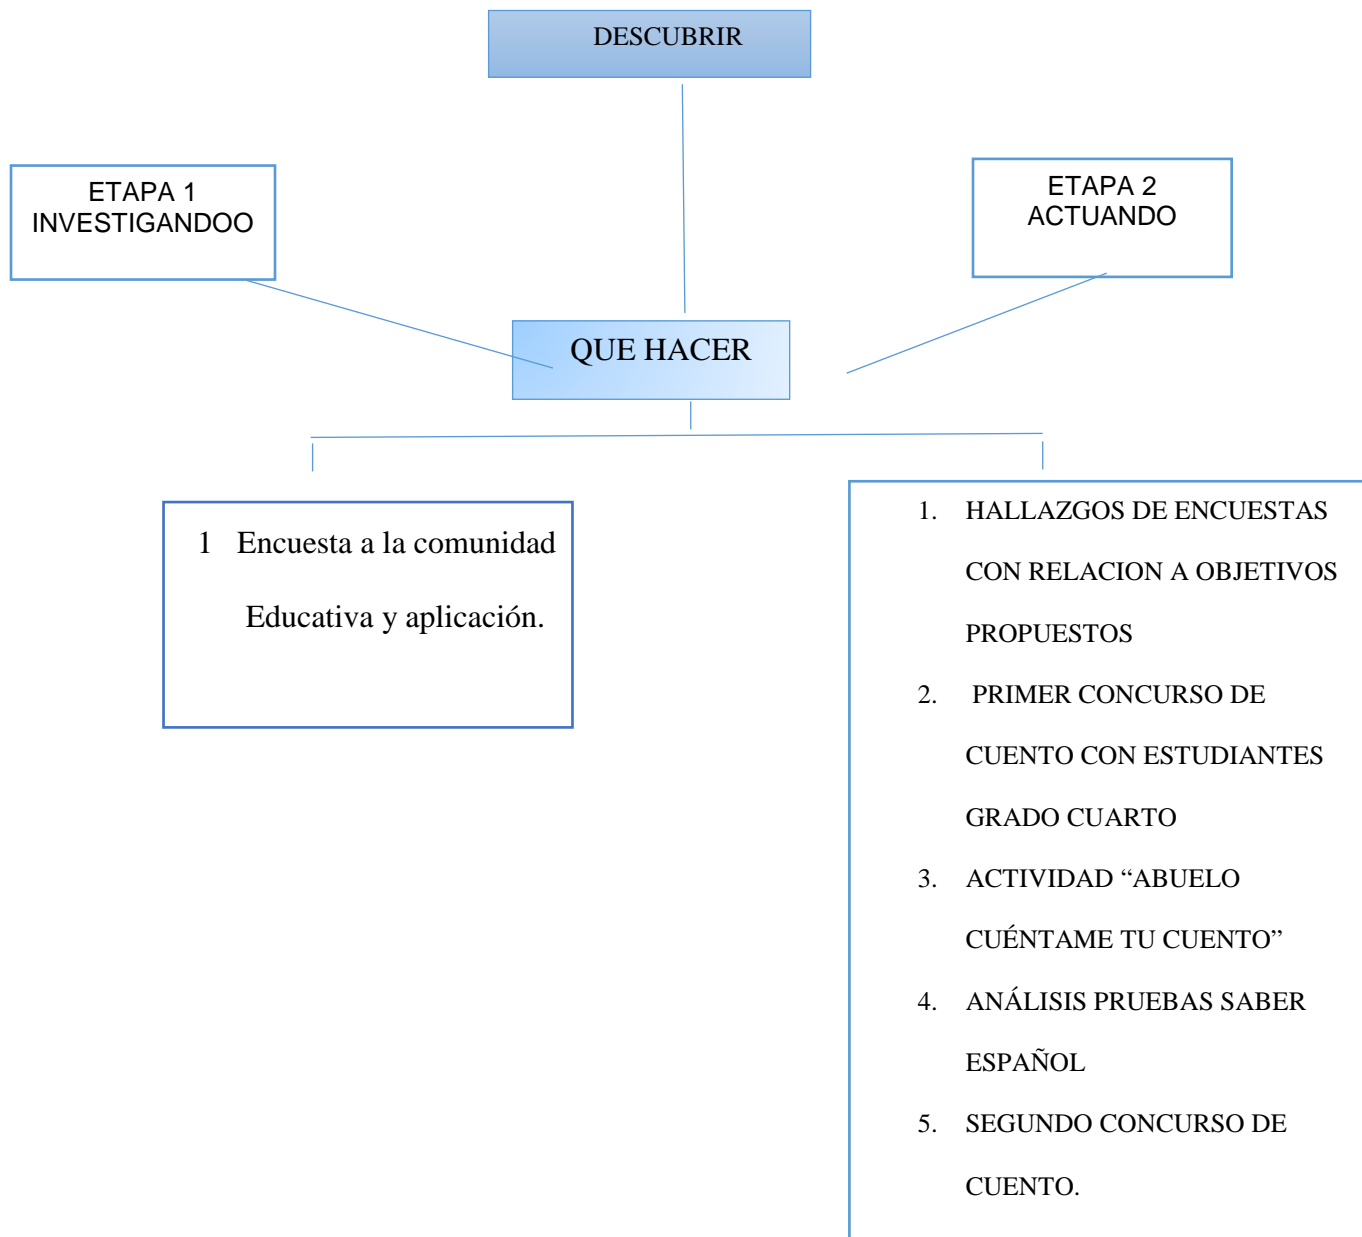 DESCUBRIR
ETAPA 1
INVESTIGANDOO
ETAPA 2
ACTUANDO
QUE HACER
1 Encuesta a la comunidad
Educativa y aplicación.
1. HALLAZGOS DE ENCUESTAS
CON RELACION A OBJETIVOS
PROPUESTOS
2. PRIMER CONCURSO DE
CUENTO CON ESTUDIANTES
GRADO CUARTO
3. ACTIVIDAD “ABUELO
CUÉNTAME TU CUENTO”
4. ANÁLISIS PRUEBAS SABER
ESPAÑOL
5. SEGUNDO CONCURSO DE
CUENTO.